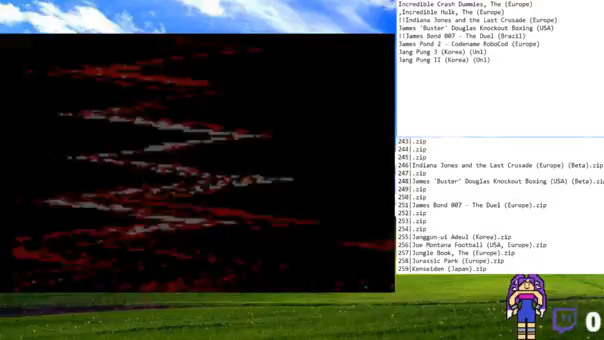 Incredible Crash Dummies, The (Europe)
,Incredible Hulk, The (Europe)
!!Indiana Jones and the Last Crusade (Europe)
James 'Buster' Douglas Knockout Boxing (USA)
!!James Bond 007 - The Duel (Brazil)
James Pond 2 - Codename RoboCod (Europe)
Jang Pung 3 (Korea) (Unl)
Jang Pung II (Korea) (Unl)
243|.zip
244|.zip
245|.zip
246|Indiana Jones and the Last Crusade (Europe) (Beta).zip
247|.zip
248|James 'Buster' Douglas Knockout Boxing (USA) (Beta).zi
249|.zip
250|.zip
251|James Bond 007 - The Duel (Europe).zip
252|.zip
253|.zip
254|.zip
255|Janggun-ui Adeul (Korea).zip
256|Joe Montana Football (USA, Europe).zip
257|Jungle Book, The (Europe).zip
258|Jurassic Park (Europe).zip
259|Kenseiden (Japan).zip
0